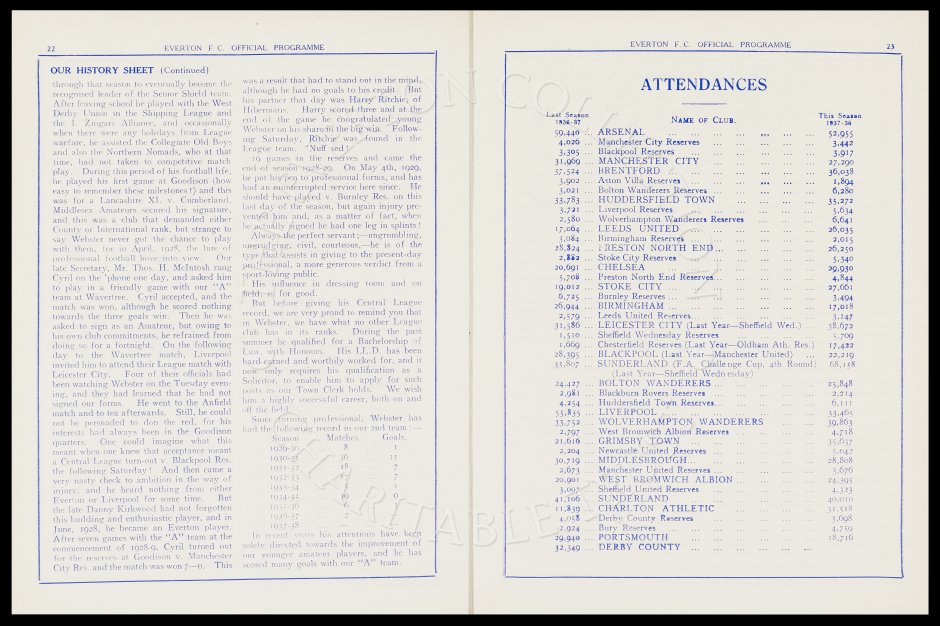 22
EVERTON F. C. OFFICIAL PROGRAMME
OUR HISTORY SHEET (Continued)
through that season to eventually become the
recognised leader of the Senior Shield team.
After leaving school he played with the West
Derby Union in the Shipping League and
the I. Zingari Alliance, and occasionally
when there were any holidays from League
warfare, he assisted the Collegiate Old Boys
and also the Northern Nomads, who at that
time, had not taken to competitive match
play. During this period of his football life,
he played his first game at Goodison (how
easy to remember these milestones!) and this
was for a Lancashire XI. v. Cumberland.
Middlesex Amateurs secured his signature,
and this was a club that demanded either
County or International rank, but strange to
say Webster never got the chance to play
with them, for in April, 1928, the lure of
professional football hove into view. Our
late Secretary, Mr. Thos. H. McIntosh rang
Cyril on the 'phone one day, and asked him
to play in a friendly game with our "A"
team at Wavertree. Cyril accepted, and the
match was won, although he scored nothing
towards the three goals win. Then he was
asked to sign as an Amateur, but owing to
his own club commitments, he refrained from
doing so for a fortnight. On the following
day to the Wavertree match, Liverpool
invited him to attend their League match with
Leicester City. Four of their officials had
been watching Webster on the Tuesday even-
ing, and they had learned that he had not
signed our forms. He went to the Anfield
match and to tea afterwards. Still, he could
not be persuaded to don the red, for his
interests had always been in the Goodison
quarters. One could imagine what this
meant when one knew that acceptance meant
a Central League turn-out v. Blackpool Res.
the following Saturday! And then came a
very nasty check to ambition in the way of
injury, and he heard nothing from either
Everton or Liverpool for some time. But
the late Danny Kirkwood had not forgotten
this budding and enthusiastic player, and in
June, 1928, he became an Everton player.
After seven games with the "A" team at the
commencement of 1928-9, Cyril turned out
for the reserves at Goodison v. Manchester
City Res. and the match was won 7—0. This
was a result that had to stand out in the mind,
although he had no goals to his credit. But
his partner that day was Harry Ritchie, of
Hibernians. Harry scored three and at the
end of the game he congratulated young
Webster on his share in the big win. Follow-
ing Saturday, Ritchie was found in the
League team. "Nuff sed!"
19 games in the reserves and came the
end of season 1928-29. On May 4th, 1929,
he put his pen to professional forms, and has
had an uninterrupted service here since. He
should have played v. Burnley Res. on this
last day of the season, but again injury pre-
vented him and, as a matter of fact, when
he actually signed he had one leg in splints!
Always the perfect servant;—ungrumbling,
ungrudging, civil, courteous,—he is of the
type that assists in giving to the present-day
professional, a more generous verdict from a
sport-loving public.
His influence in dressing room and on
field, is for good.
But before giving his Central League
record, we are very proud to remind you that
in Webster, we have what no other League
club has in its ranks. During the past
summer he qualified for a Bachelorship of
Law, with Honours. His LL.D. has been
hard-earned and worthily worked for, and it
now only requires his qualification as a
Solicitor, to enable him to apply for such
posts as our Town Clerk holds. We wish
him a highly successful career, both on and
off the field.
Since turning professional, Webster has
had the following record in our 2nd team:—
Season Matches Goals.
1929-30 8 1
1930-31 36 11
1931-32 18 7
1932-33
1933-34
1934-35
1935-36
1936-37
1937-38
In recent years his attentions have been
solely directed towards the improvement of
our younger amateur players, and he has
scored many goals with our "A" team.
EVERTON F. C. OFFICIAL PROGRAMME
23
ATTENDANCES
Last Season 1936-37 NAME OF CLUB. This Season 1937-38
59,440 ... ARSENAL ... 52,955
4,026 ... Manchester City Reserves ... 3,442
3,305 ... Blackpool Reserves ... 3,917
31,969 ... MANCHESTER CITY ... 27,290
37,524 ... BRENTFORD ... 36,038
3,902 ... Aston Villa Reserves ... 1,894
3,021 ... Bolton Wanderers Reserves ... 6,280
33,783 ... HUDDERSFIELD TOWN ... 35,272
3,721 ... Liverpool Reserves ... 5,634
2,580 ... Wolverhampton Wanderers Reserves ... 6,641
17,064 ... LEEDS UNITED ... 26,035
3,084 ... Birmingham Reserves ... 2,015
28,824 ... PRESTON NORTH END ... 26,250
2,882 ... Stoke City Reserves ... 5,340
20,691 ... CHELSEA ... 29,930
5,708 ... Preston North End Reserves ... 4,844
19,012 ... STOKE CITY ... 27,661
6,725 ... Burnley Reserves ... 3,494
26,944 ... BIRMINGHAM ... 17,018
2,579 ... Leeds United Reserves ... 3,147
31,586 ... LEICESTER CITY (Last Year—Sheffield Wed.) ... 38,672
1,510 ... Sheffield Wednesday Reserves ... 5,709
1,669 ... Chesterfield Reserves (Last Year—Oldham Ath. Res.) 17,422
28,395 ... BLACKPOOL (Last Year—Manchester United) ... 22,219
35,807 ... SUNDERLAND (F.A. Challenge Cup, 4th Round) 68,158
(Last Year—Sheffield Wednesday)
24,427 ... BOLTON WANDERERS ... 25,848
2,981 ... Blackburn Rovers Reserves ... 2,214
4,254 ... Huddersfield Town Reserves ... 6,111
55,835 ... LIVERPOOL ... 33,465
33,752 ... WOLVERHAMPTON WANDERERS 39,863
2,797 ... West Bromwich Albion Reserves ... 4,718
21,616 ... GRIMSBY TOWN ... 35,637
2,204 ... Newcastle United Reserves ... 5,042
30,719 ... MIDDLESBROUGH ... 28,808
2,673 ... Manchester United Reserves ... 3,676
20,901 ... WEST BROMWICH ALBION ... 24,395
3,097 ... Sheffield United Reserves ... 4,323
41,106 ... SUNDERLAND ... 40,010
11,839 ... CHARLTON ATHLETIC ... 31,518
4,058 ... Derby County Reserves ... 3,698
2,924 ... Bury Reserves ... 4,759
29,940 ... PORTSMOUTH ... 18,716
32,349 ... DERBY COUNTY ...